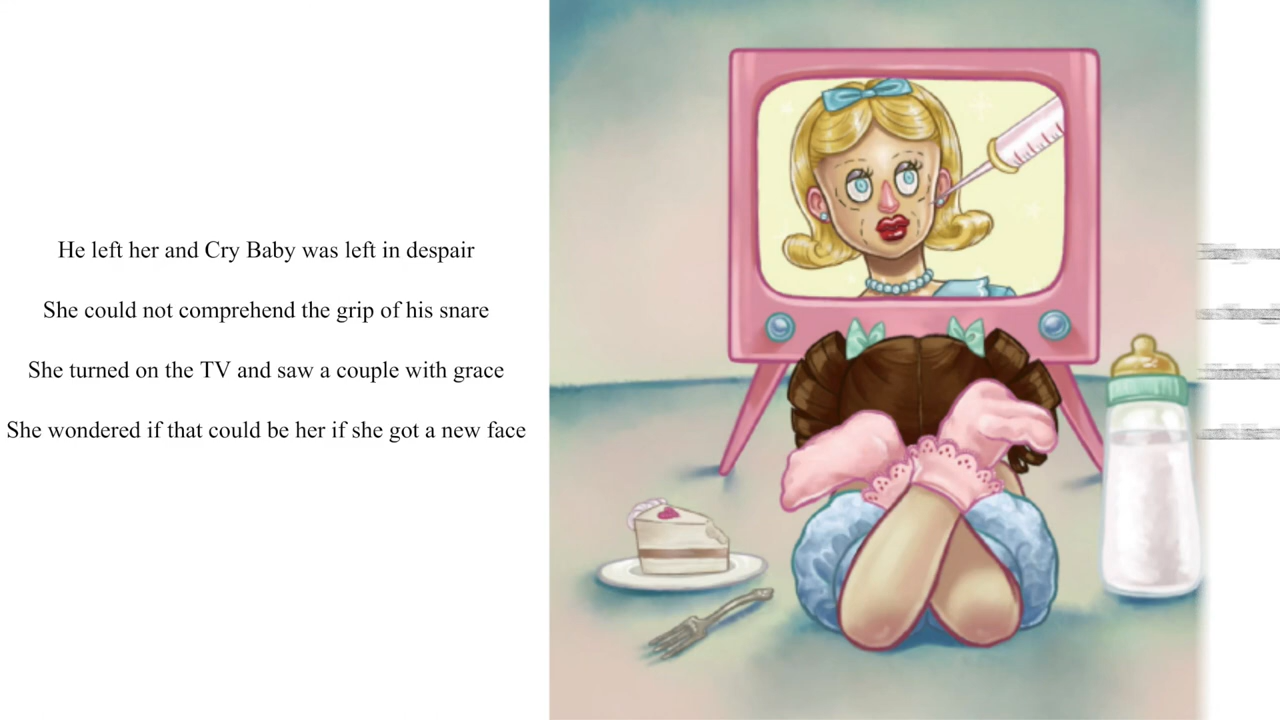 He left her and Cry Baby was left in despair
She could not comprehend the grip of his snare
She turned on the TV and saw a couple with grace
She wondered if that could be her if she got a new face